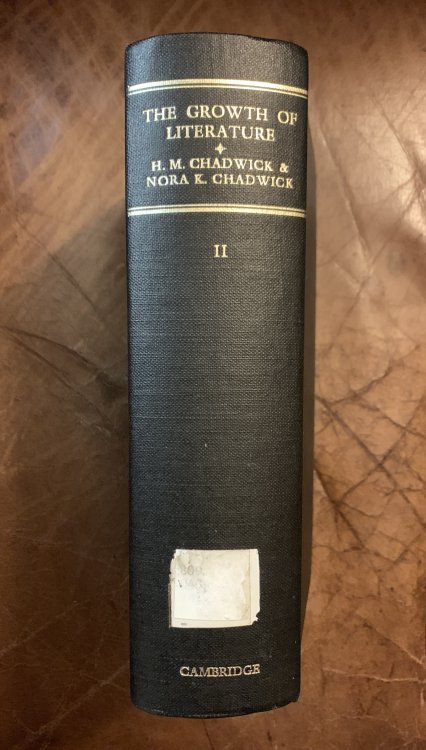 THE GROWTH OF
LITERATURE
H. M. CHADWICK &
NORA K. CHADWICK
II
CAMBRIDGE